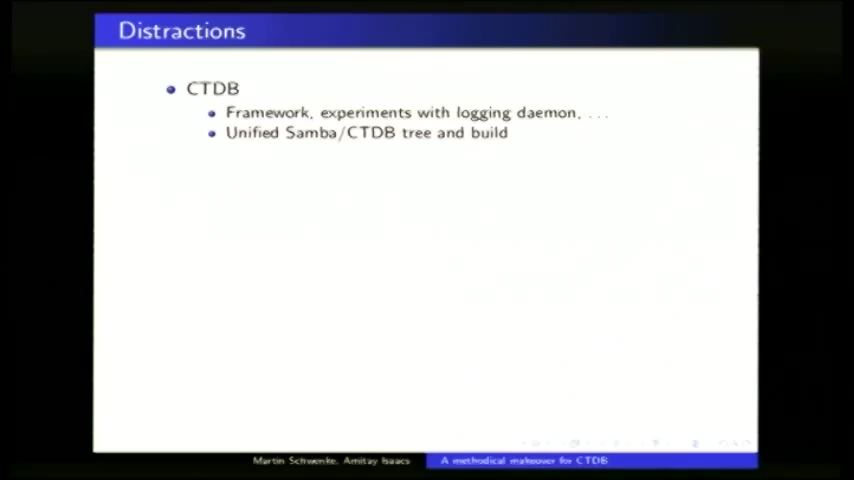 Distractions
CTDB
Framework, experiments with logging daemon, ...
Unified Samba/CTDB tree and build
Martin Schwenke, Amitay Isaacs
A methodical makeover for CTDB